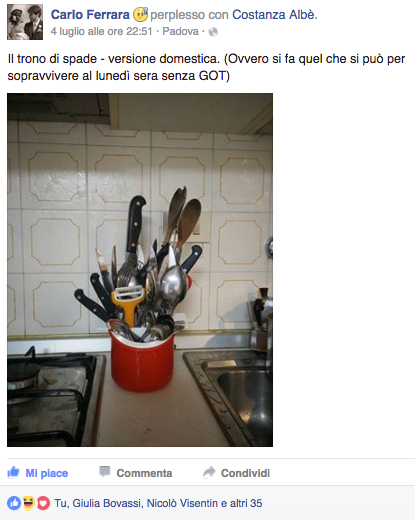 Carlo Ferrara perplesso con Costanza Albè.
4 luglio alle ore 22:51 · Padova ·
Il trono di spade - versione domestica. (Ovvero si fa quel che si può per
sopravvivere al lunedì sera senza GOT)
Mi piace Commenta Condividi
Tu, Giulia Bovassi, Nicolò Visentin e altri 35